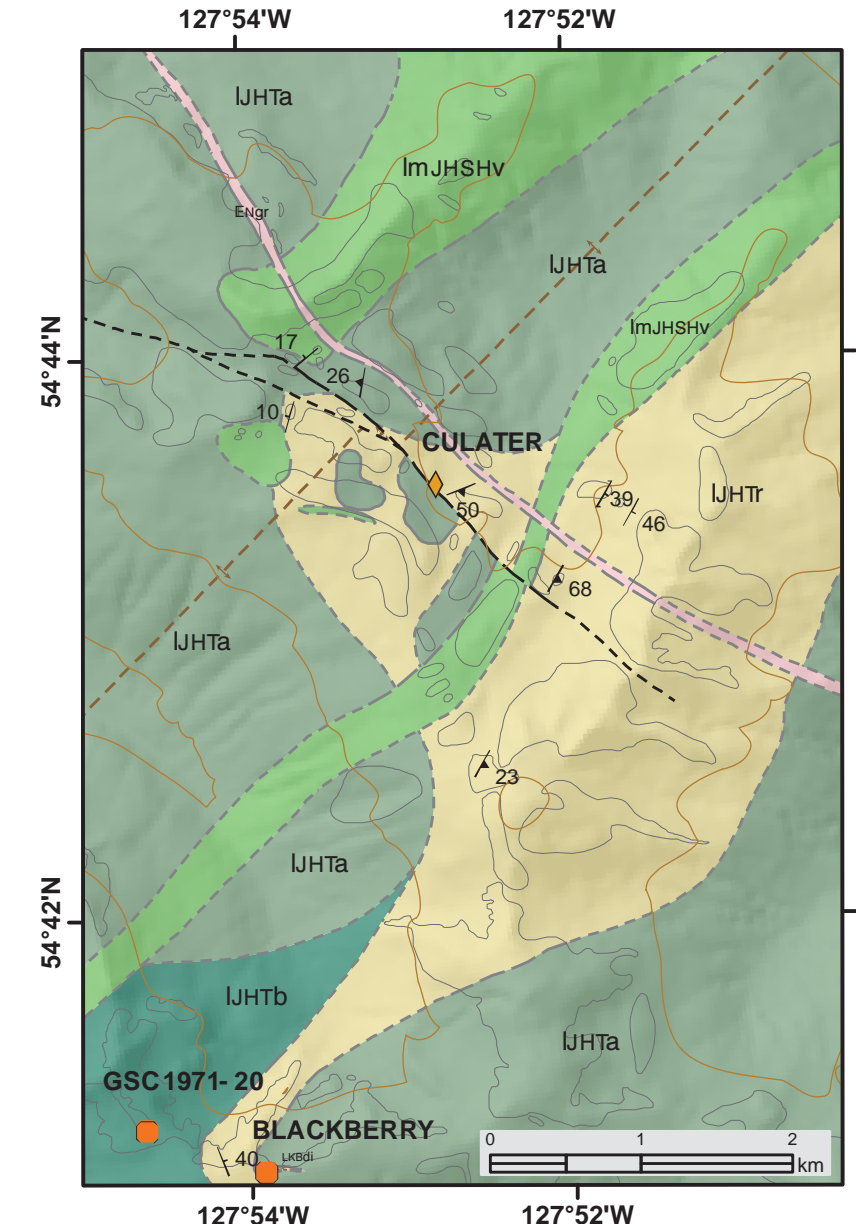 127°54'W
127°52'W
lJHTa
lmJHSHv
ENgr
lJHTa
lmJHSHv
54°44'N
17
26
10
CULATER
39
lJHTr
50
46
68
lJHTa
23
lJHTa
54°42'N
lJHTb
lJHTa
GSC1971-20
BLACKBERRY
0 1 2
40
LKBdi
km
127°54'W
127°52'W